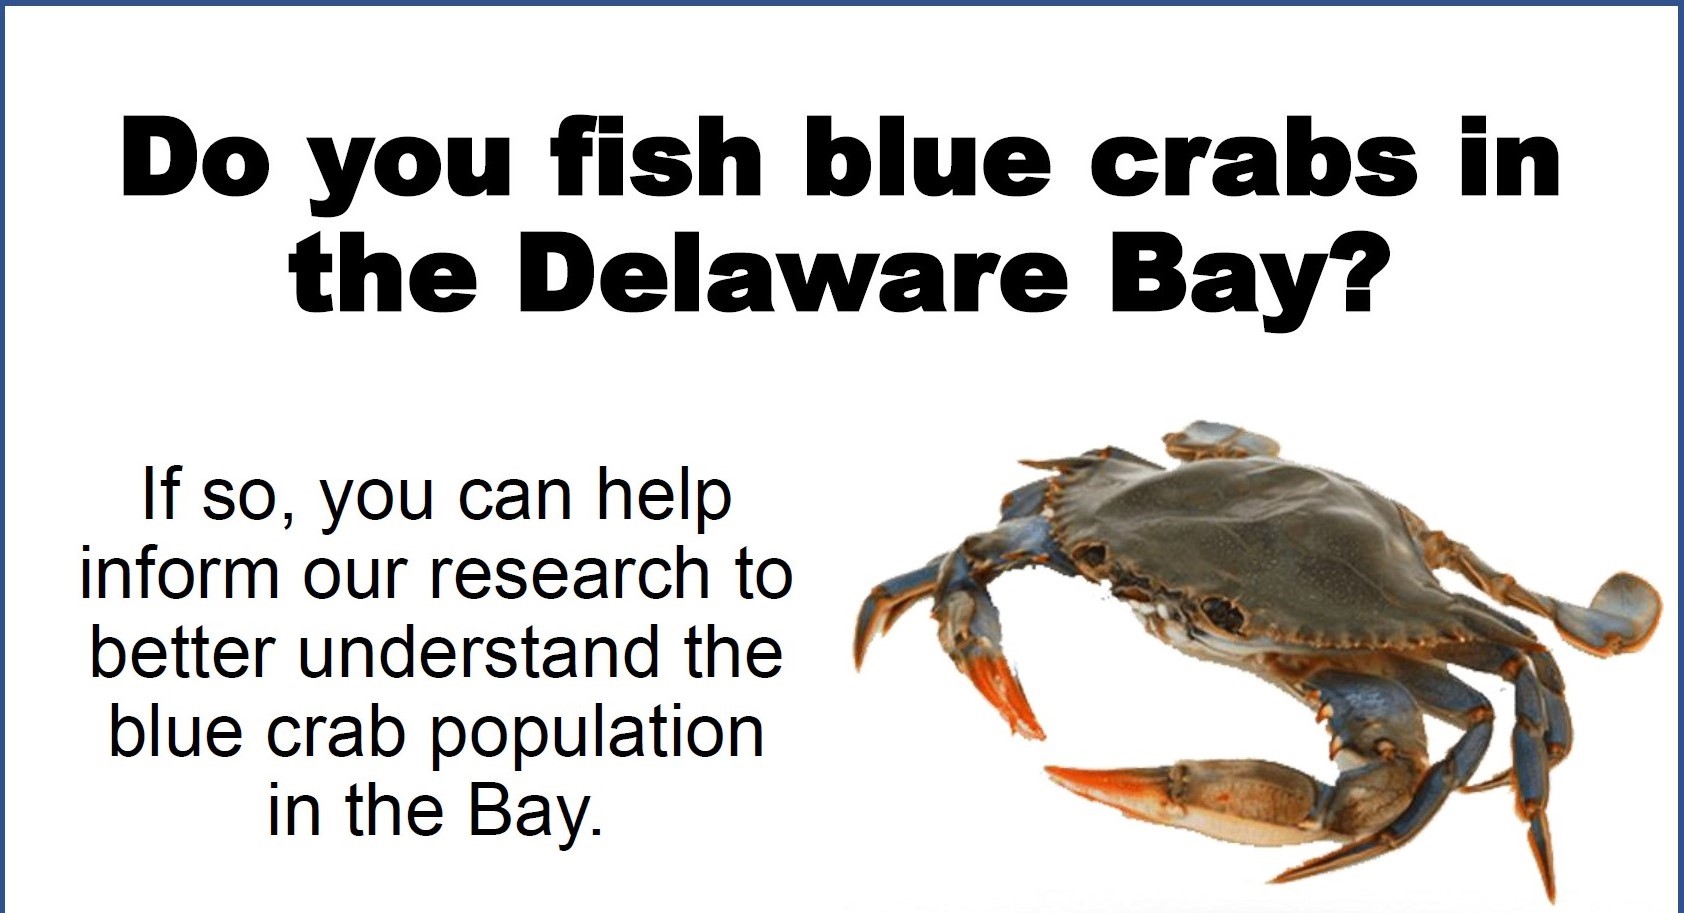 Do you fish blue crabs in
the Delaware Bay?
If so, you can help
inform our research to
better understand the
blue crab population
in the Bay.